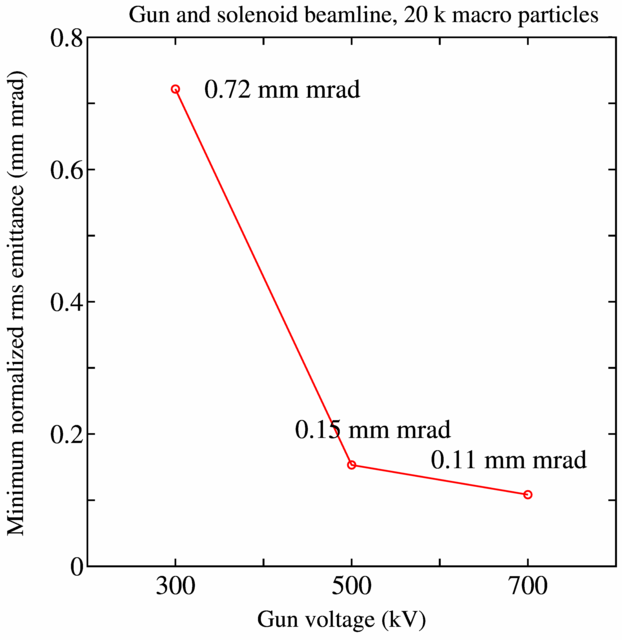 Gun and solenoid beamline, 20 k macro particles
Minimum normalized rms emittance (mm mrad)
0.8
0.6
0.4
0.2
0
0.72 mm mrad
0.15 mm mrad
0.11 mm mrad
300
500
700
Gun voltage (kV)